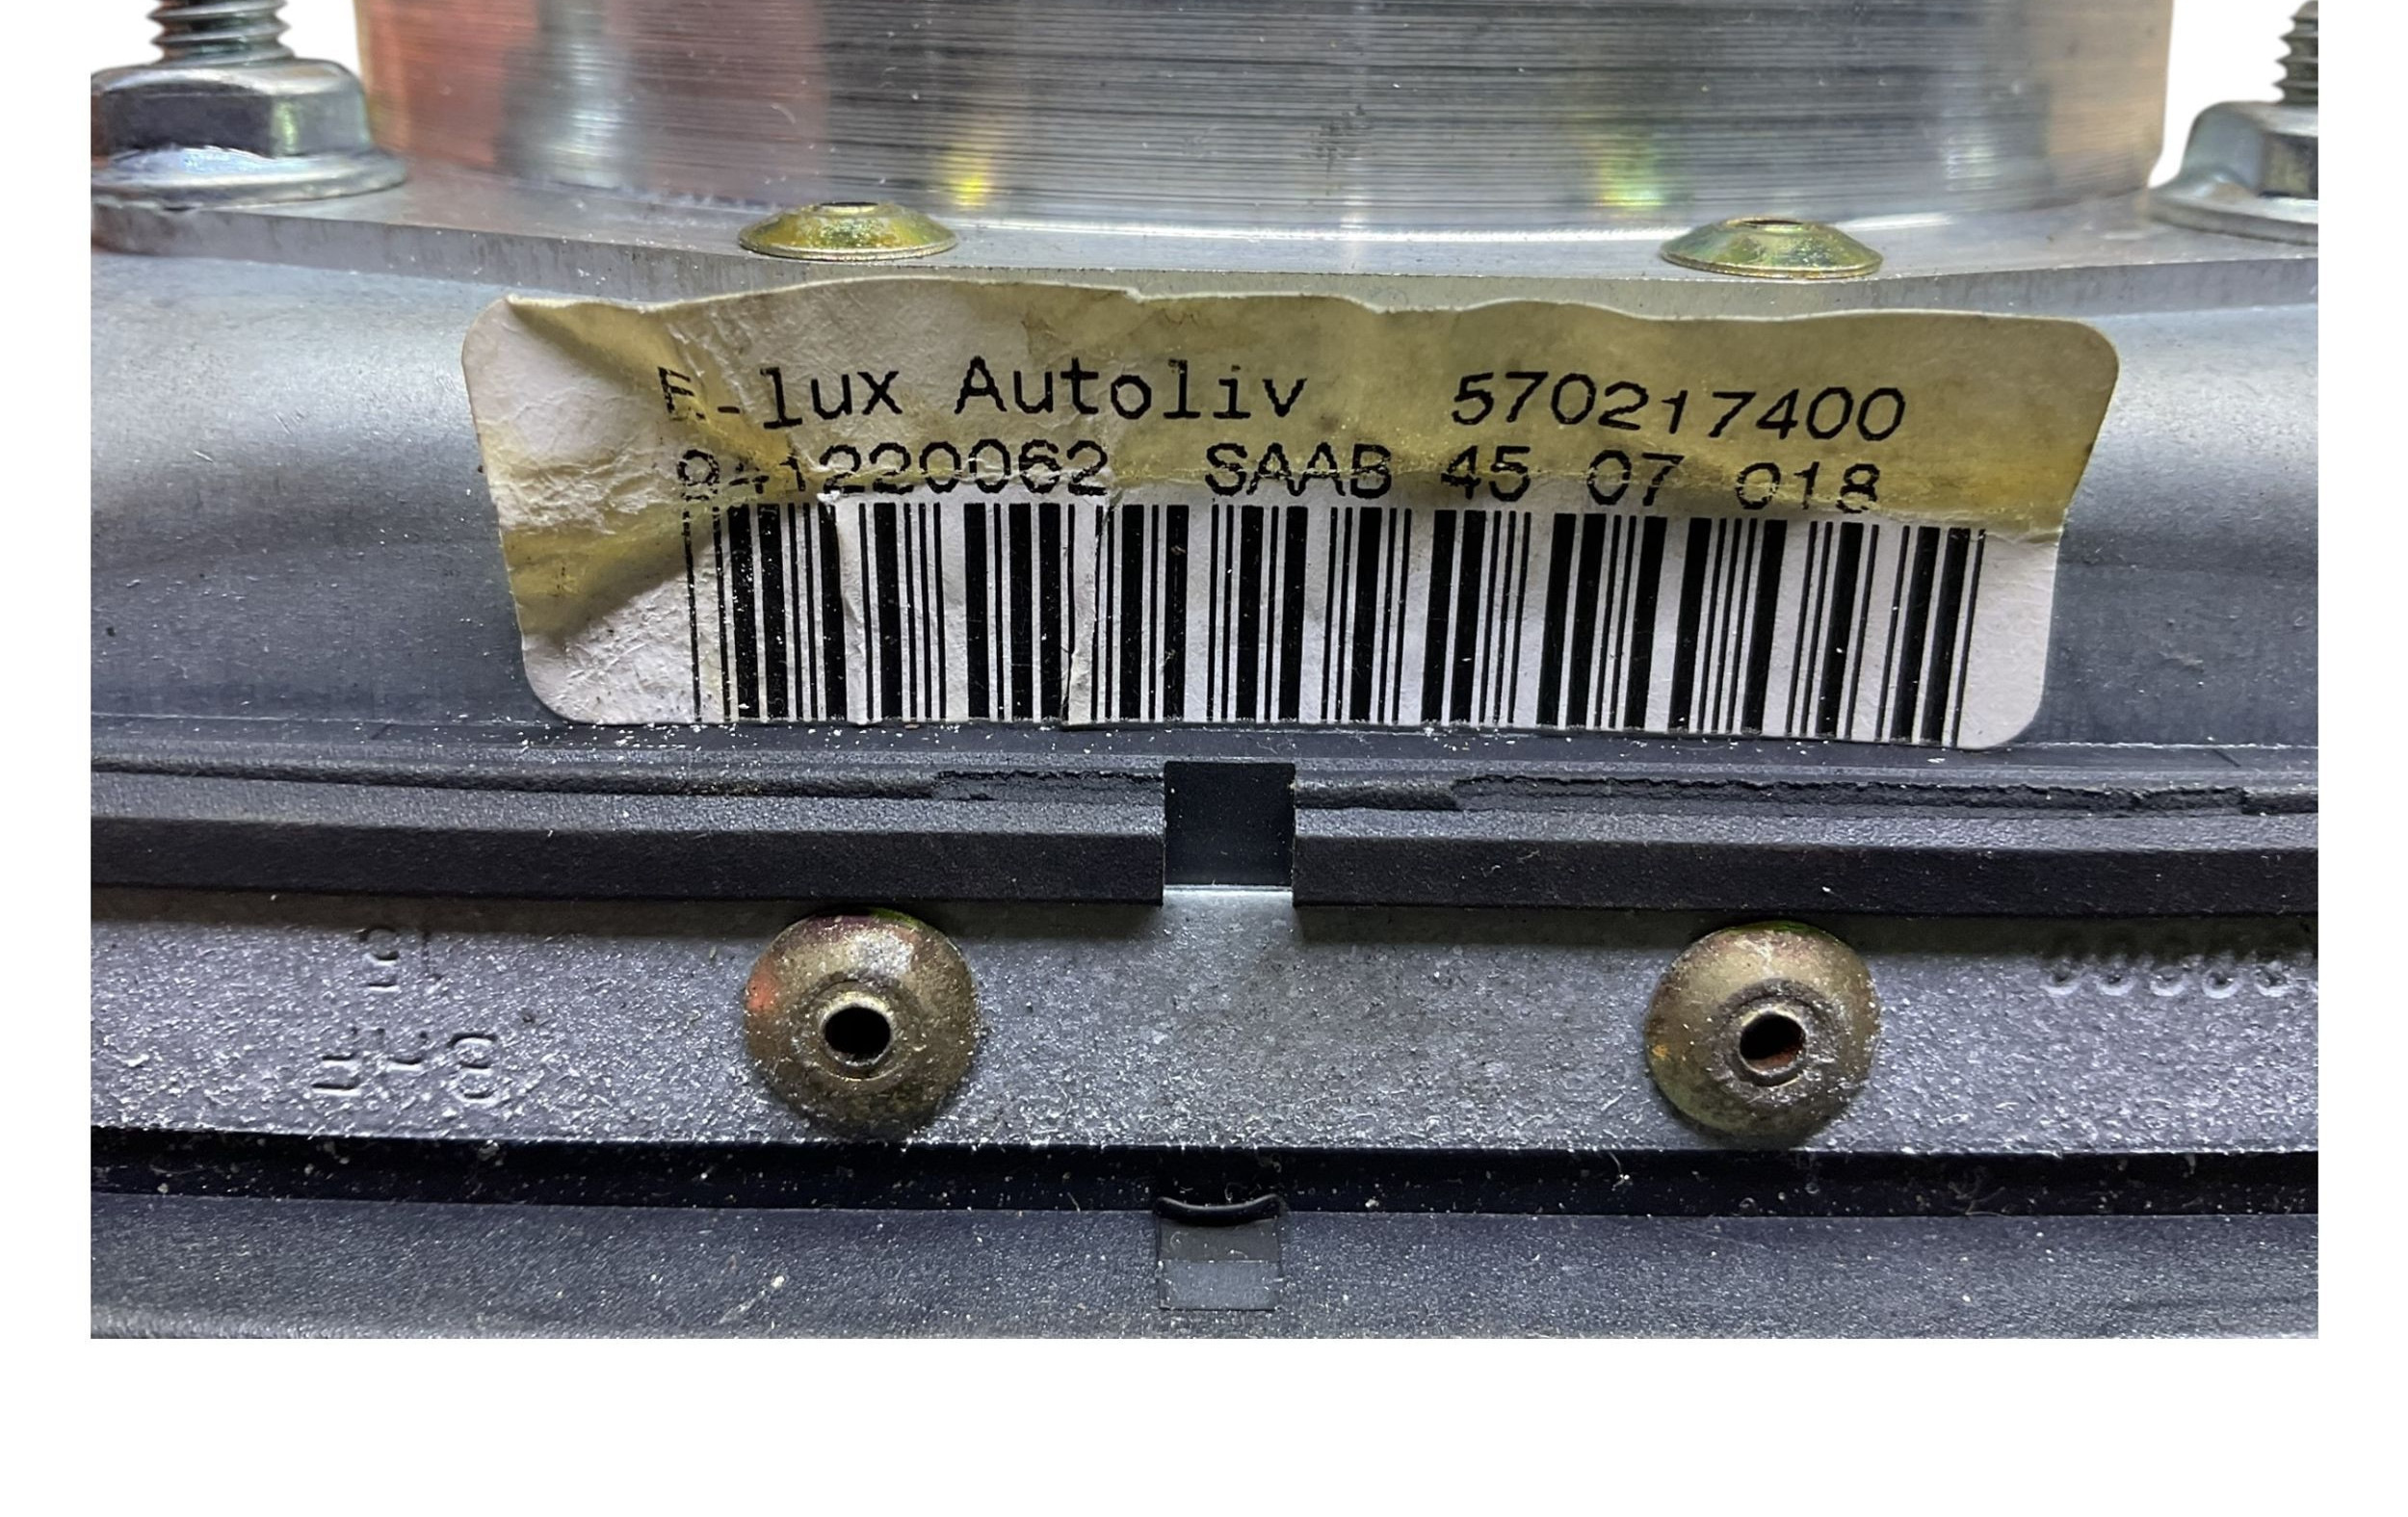 E-lux Autoliv 570217400
941220062 SAAB 45 07 018